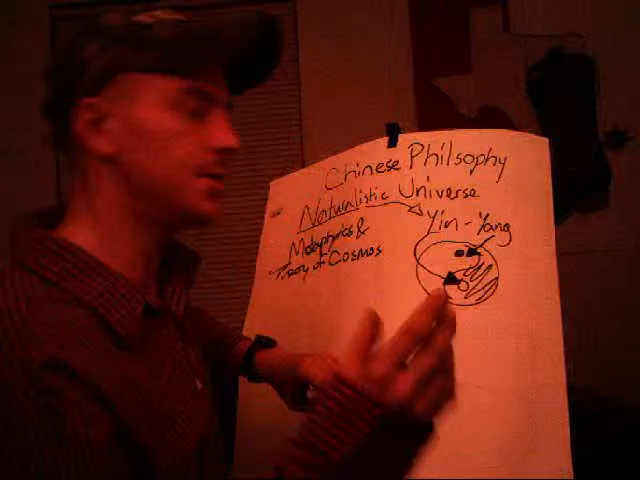 Chinese Philsophy
Naturalistic Universe
Yin - Yang
Metaphysics &
Theory of Cosmos